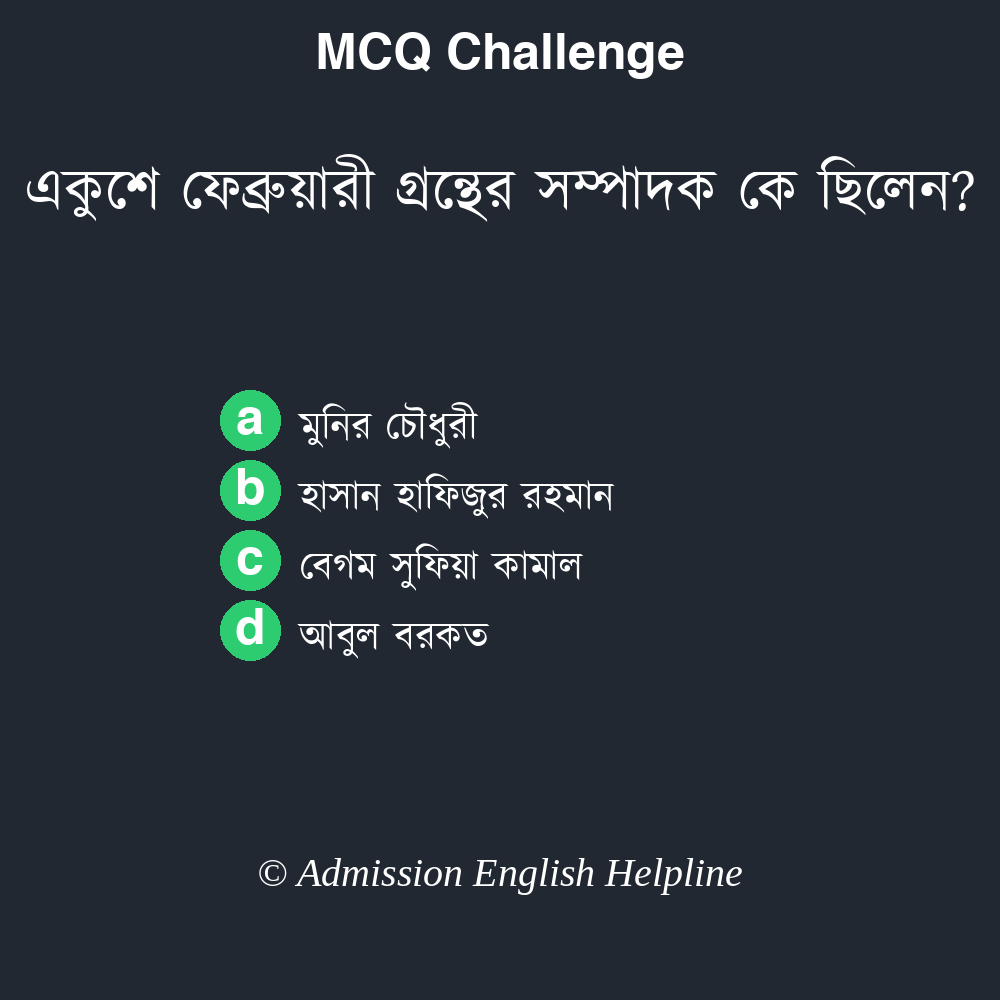 MCQ Challenge
একুশে ফেব্রুয়ারী গ্রন্থের সম্পাদক কে ছিলেন?
a মুনির চৌধুরী
b হাসান হাফিজুর রহমান
c বেগম সুফিয়া কামাল
d আবুল বরকত
© Admission English Helpline